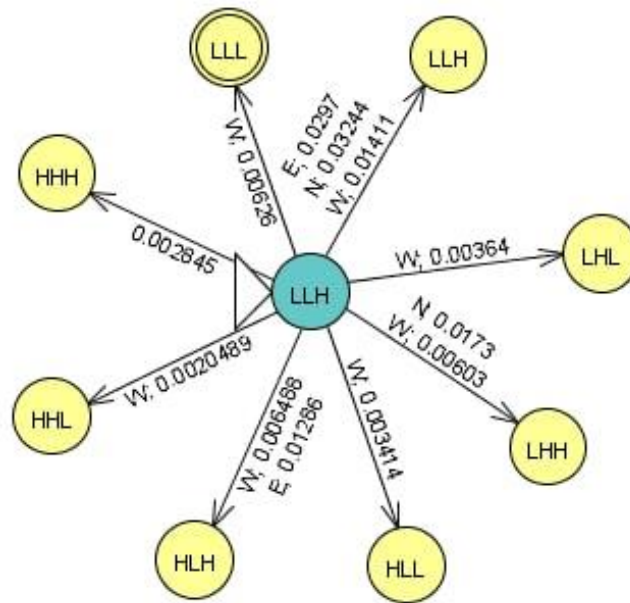 LLL
LLH
E; 0.0297
N; 0.03244
W; 0.01411
W; 0.00626
HHH
0.002845
LHL
W; 0.00364
LLH
N; 0.0173
W; 0.00603
W; 0.0020489
HHL
W; 0.006488
E; 0.01286
W; 0.003414
LHH
HLH
HLL